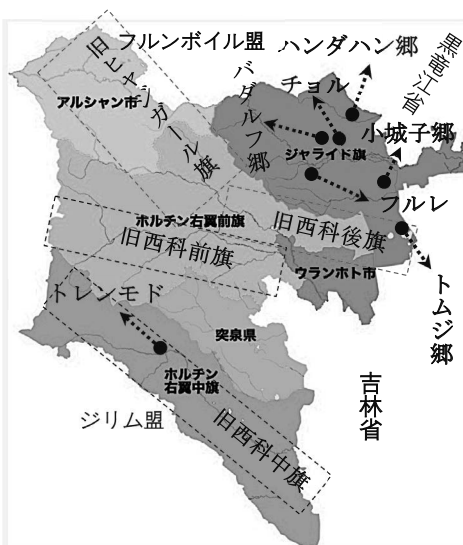 旧フルンボイル盟
ハンダハン郷
黒竜江省
旧ヒヤンガール旗
バダルフ郷
チョル
アルシャン市
小城子郷
ジャライド旗
フルレ
ホルチン右翼前旗
旧西科後旗
旧西科前旗
ウランホト市
トムジ郷
トレンモド
突泉県
ホルチン
右翼中旗
吉林省
ジリム盟
旧西科中旗